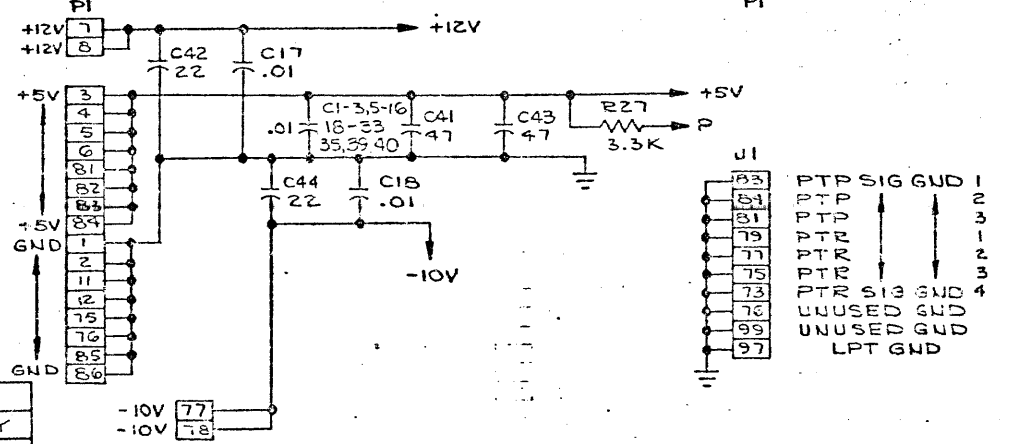 P1
P1
+12V 7
+12V 8
+12V
C42
22
C17
.01
+5V 3
4
5
6
81
82
83
+5V 84
GND 1
2
11
12
75
76
85
GND 86
C1-3,5-16
.01 18-33
35,39,40
C41
47
C43
47
+5V
R27
3.3K
P
C44
22
C18
.01
-10V
-10V 77
-10V 78
J1
83 PTP SIG GND 1
84 PTP 2
81 PTP 3
79 PTR 1
77 PTR 2
75 PTR 3
73 PTR SIG GND 4
76 UNUSED GND
99 UNUSED GND
97 LPT GND